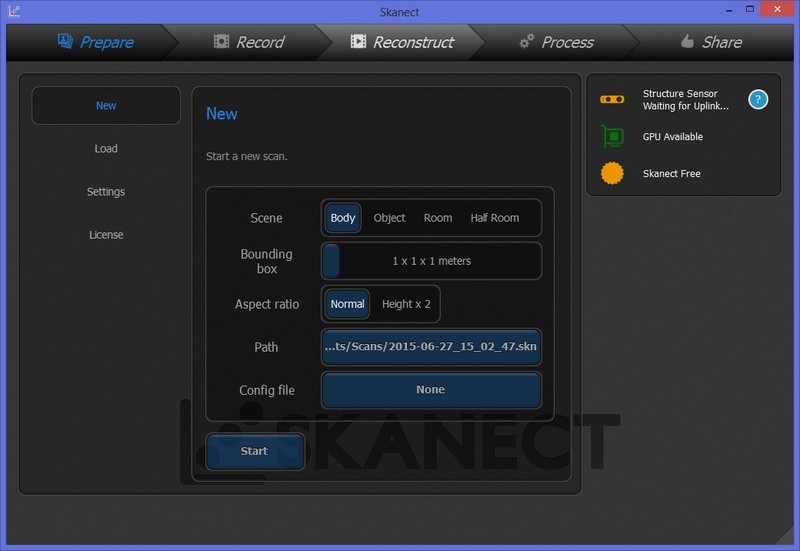 Skanect
Prepare
Record
Reconstruct
Process
Share
New
Load
Settings
License
New
Start a new scan.
Scene
Body Object Room Half Room
Bounding
box
1 x 1 x 1 meters
Aspect ratio
Normal Height x 2
Path
...ts/Scans/2015-06-27_15_02_47.skn
Config file
None
Start
SKANECT
Structure Sensor
Waiting for Uplink...
?
GPU Available
Skanect Free